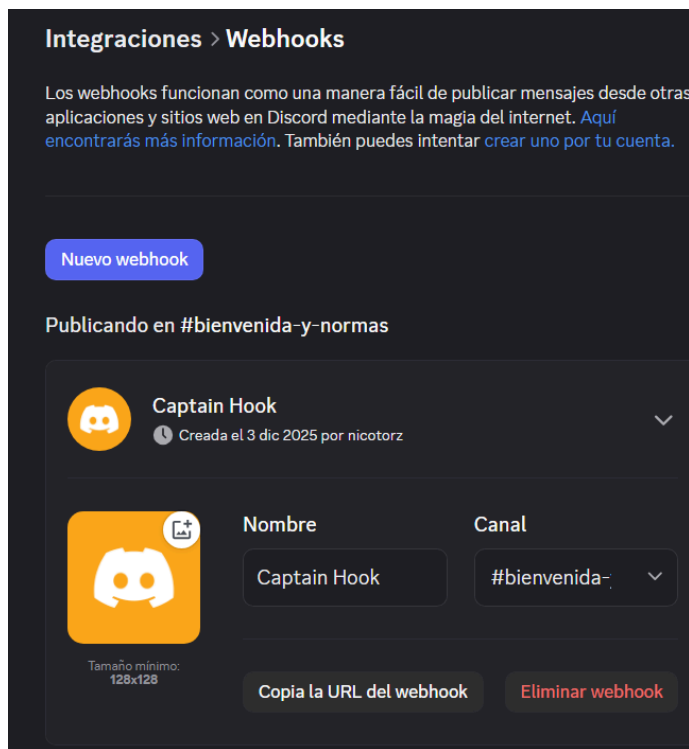 Integraciones > Webhooks
Los webhooks funcionan como una manera fácil de publicar mensajes desde otras
aplicaciones y sitios web en Discord mediante la magia del internet. Aquí
encontrarás más información. También puedes intentar crear uno por tu cuenta.
Nuevo webhook
Publicando en #bienvenida-y-normas
Captain Hook
Creada el 3 dic 2025 por nicotorz
Nombre
Canal
Captain Hook
#bienvenida-
Tamaño mínimo:
128x128
Copia la URL del webhook
Eliminar webhook